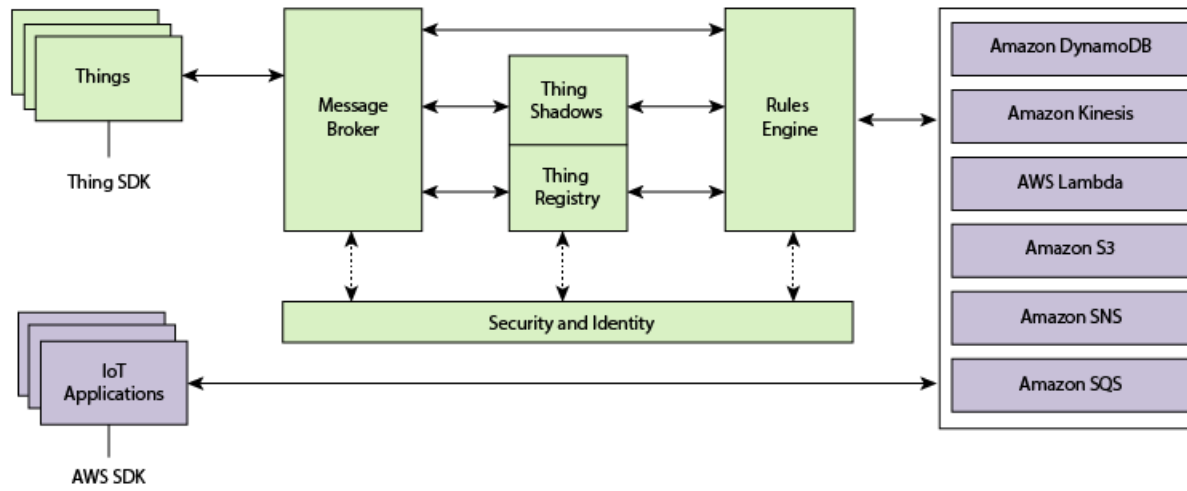 Things
Thing SDK
Message
Broker
Thing
Shadows
Thing
Registry
Rules
Engine
Security and Identity
IoT
Applications
AWS SDK
Amazon DynamoDB
Amazon Kinesis
AWS Lambda
Amazon S3
Amazon SNS
Amazon SQS